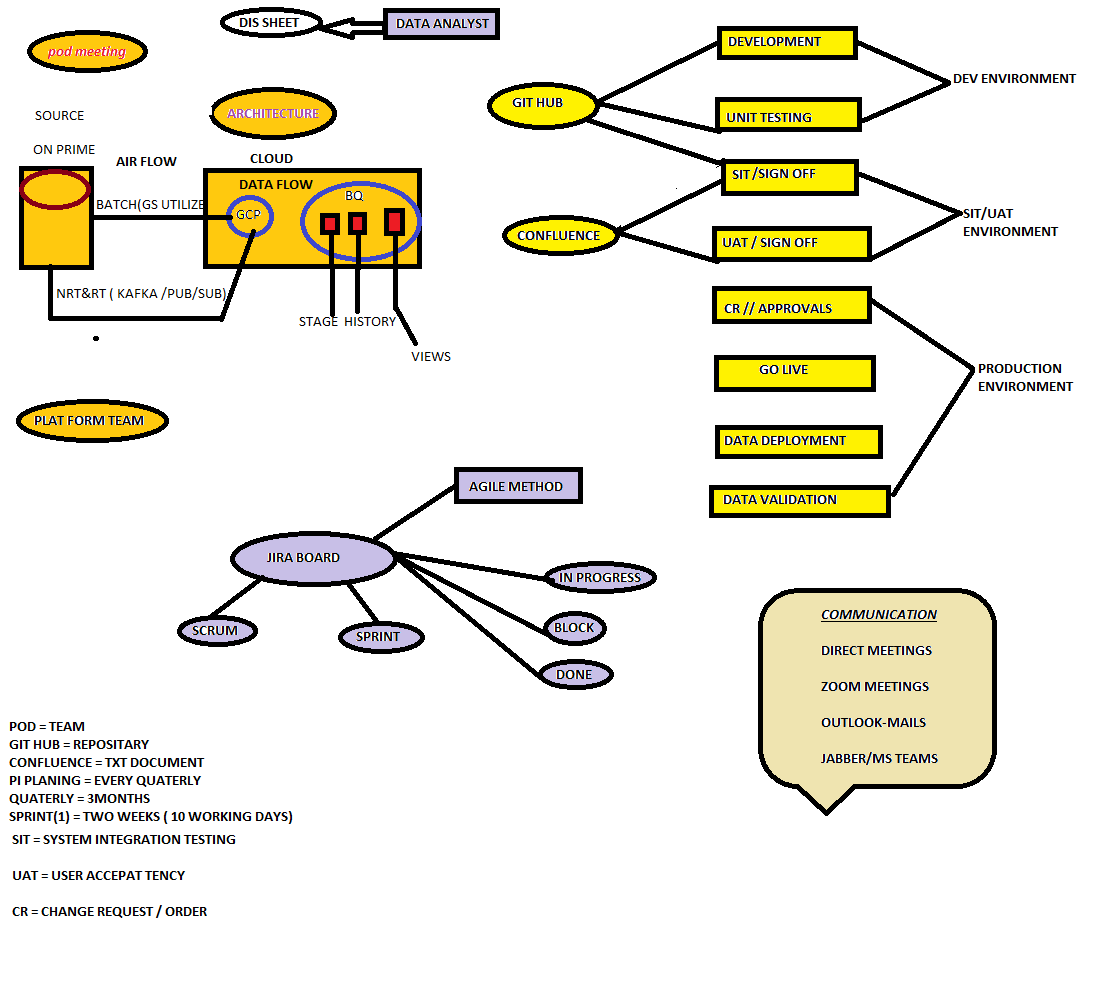 DIS SHEET
DATA ANALYST
pod meeting
ARCHITECTURE
SOURCE
ON PRIME
AIR FLOW
CLOUD
DATA FLOW
BATCH(GS UTILIZE
GCP
BQ
NRT&RT ( KAFKA /PUB/SUB)
STAGE
HISTORY
VIEWS
PLAT FORM TEAM
GIT HUB
CONFLUENCE
DEVELOPMENT
UNIT TESTING
DEV ENVIRONMENT
SIT/SIGN OFF
UAT / SIGN OFF
SIT/UAT
ENVIRONMENT
CR // APPROVALS
GO LIVE
DATA DEPLOYMENT
DATA VALIDATION
PRODUCTION
ENVIRONMENT
AGILE METHOD
JIRA BOARD
SCRUM
SPRINT
IN PROGRESS
BLOCK
DONE
COMMUNICATION
DIRECT MEETINGS
ZOOM MEETINGS
OUTLOOK-MAILS
JABBER/MS TEAMS
POD = TEAM
GIT HUB = REPOSITARY
CONFLUENCE = TXT DOCUMENT
PI PLANING = EVERY QUATERLY
QUATERLY = 3MONTHS
SPRINT(1) = TWO WEEKS ( 10 WORKING DAYS)
SIT = SYSTEM INTEGRATION TESTING
UAT = USER ACCEPAT TENCY
CR = CHANGE REQUEST / ORDER